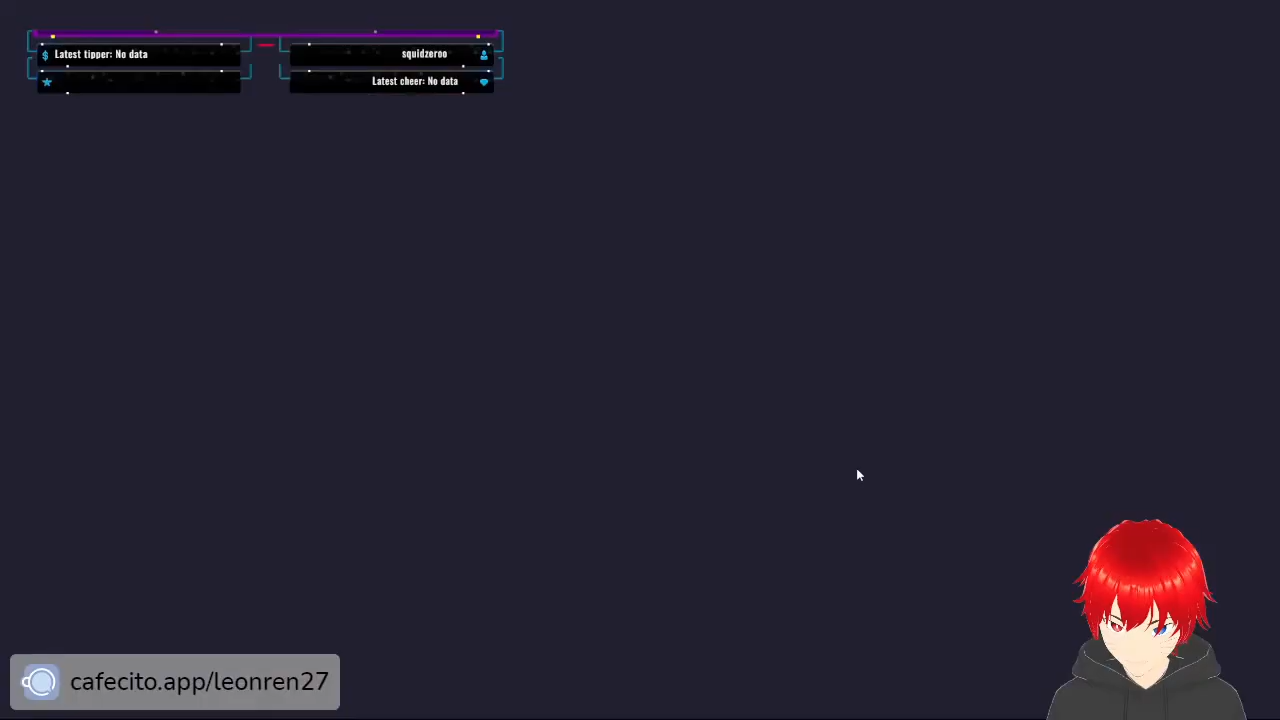 Latest tipper: No data
squidzeroo
Latest cheer: No data
cafecito.app/leonren27